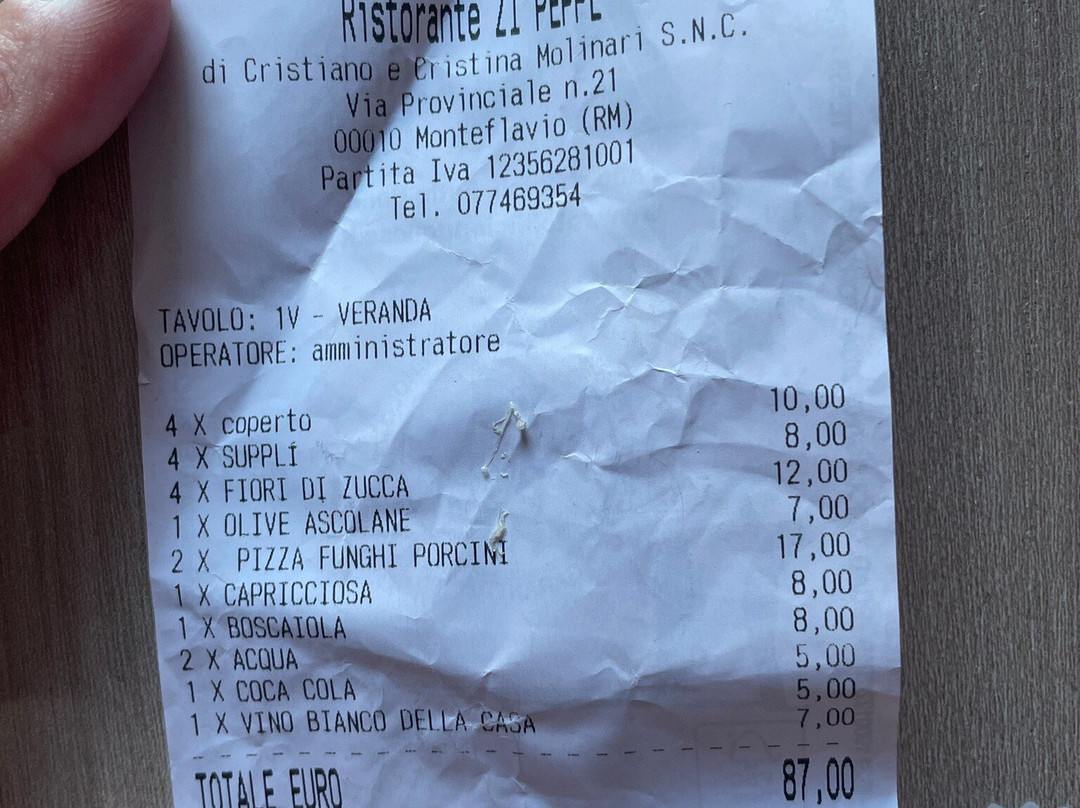 Ristorante ZI PEPPE
di Cristiano e Cristina Molinari S.N.C.
Via Provinciale n.21
00010 Monteflavio (RM)
Partita Iva 12356281001
Tel. 077469354
TAVOLO: 1V - VERANDA
OPERATORE: amministratore
4 X coperto 10,00
4 X SUPPLÍ 8,00
4 X FIORI DI ZUCCA 12,00
1 X OLIVE ASCOLANE 7,00
2 X PIZZA FUNGHI PORCINI 17,00
1 X CAPRICCIOSA 8,00
1 X BOSCAIOLA 8,00
2 X ACQUA 5,00
1 X COCA COLA 5,00
1 X VINO BIANCO DELLA CASA 7,00
TOTALE EURO 87,00